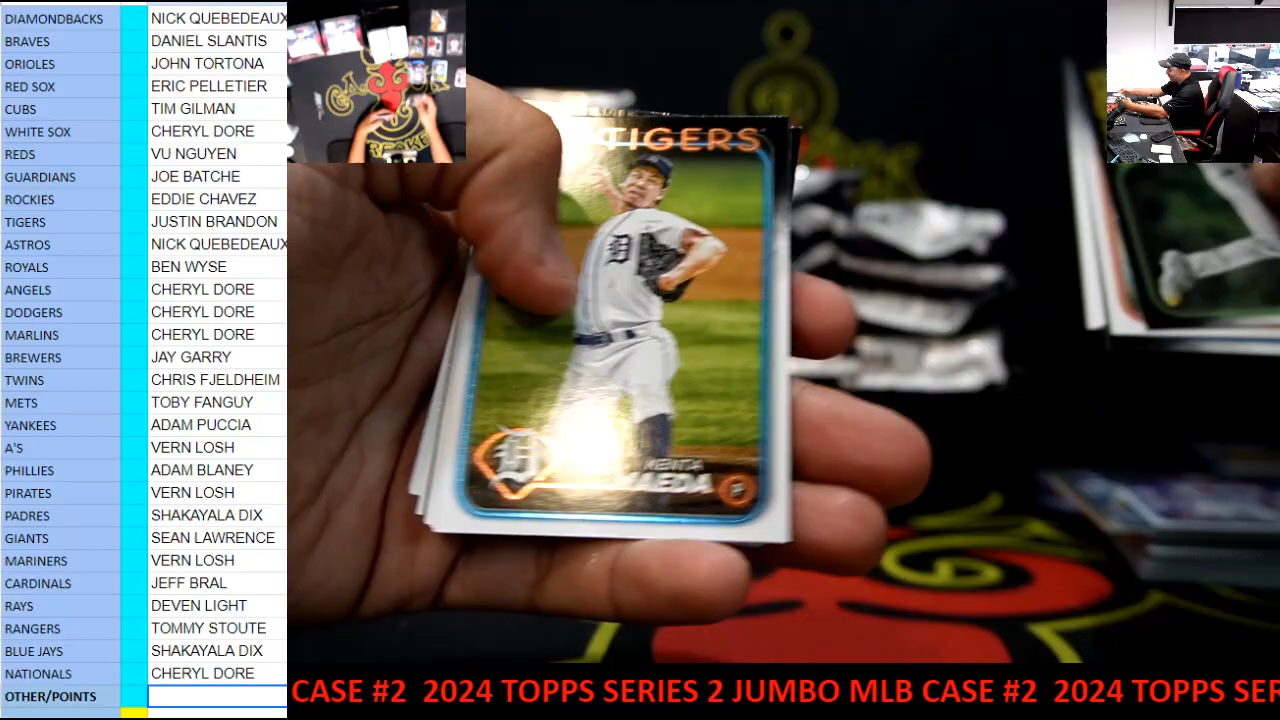 DIAMONDBACKS NICK QUEBEDEAUX
BRAVES DANIEL SLANTIS
ORIOLES JOHN TORTONA
RED SOX ERIC PELLETIER
CUBS TIM GILMAN
WHITE SOX CHERYL DORE
REDS VU NGUYEN
GUARDIANS JOE BATCHE
ROCKIES EDDIE CHAVEZ
TIGERS JUSTIN BRANDON
ASTROS NICK QUEBEDEAUX
ROYALS BEN WYSE
ANGELS CHERYL DORE
DODGERS CHERYL DORE
MARLINS CHERYL DORE
BREWERS JAY GARRY
TWINS CHRIS FJELDHEIM
METS TOBY FANGUY
YANKEES ADAM PUCCIA
A'S VERN LOSH
PHILLIES ADAM BLANEY
PIRATES VERN LOSH
PADRES SHAKAYALA DIX
GIANTS SEAN LAWRENCE
MARINERS VERN LOSH
CARDINALS JEFF BRAL
RAYS DEVEN LIGHT
RANGERS TOMMY STOUTE
BLUE JAYS SHAKAYALA DIX
NATIONALS CHERYL DORE
OTHER/POINTS
TIGERS
D
KENTA
MAEDA
P
CASE #2 2024 TOPPS SERIES 2 JUMBO MLB CASE #2 2024 TOPPS SER